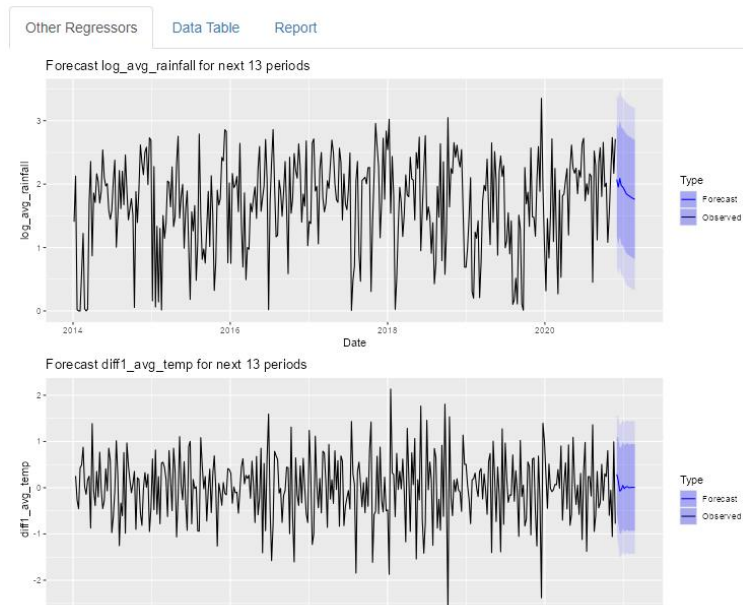 Other Regressors Data Table Report
Forecast log_avg_rainfall for next 13 periods
3
2
1
0
log_avg_rainfall
2014 2016 2018 2020
Date
Type
Forecast
Observed
Forecast diff1_avg_temp for next 13 periods
2
1
0
-1
-2
diff1_avg_temp
Type
Forecast
Observed